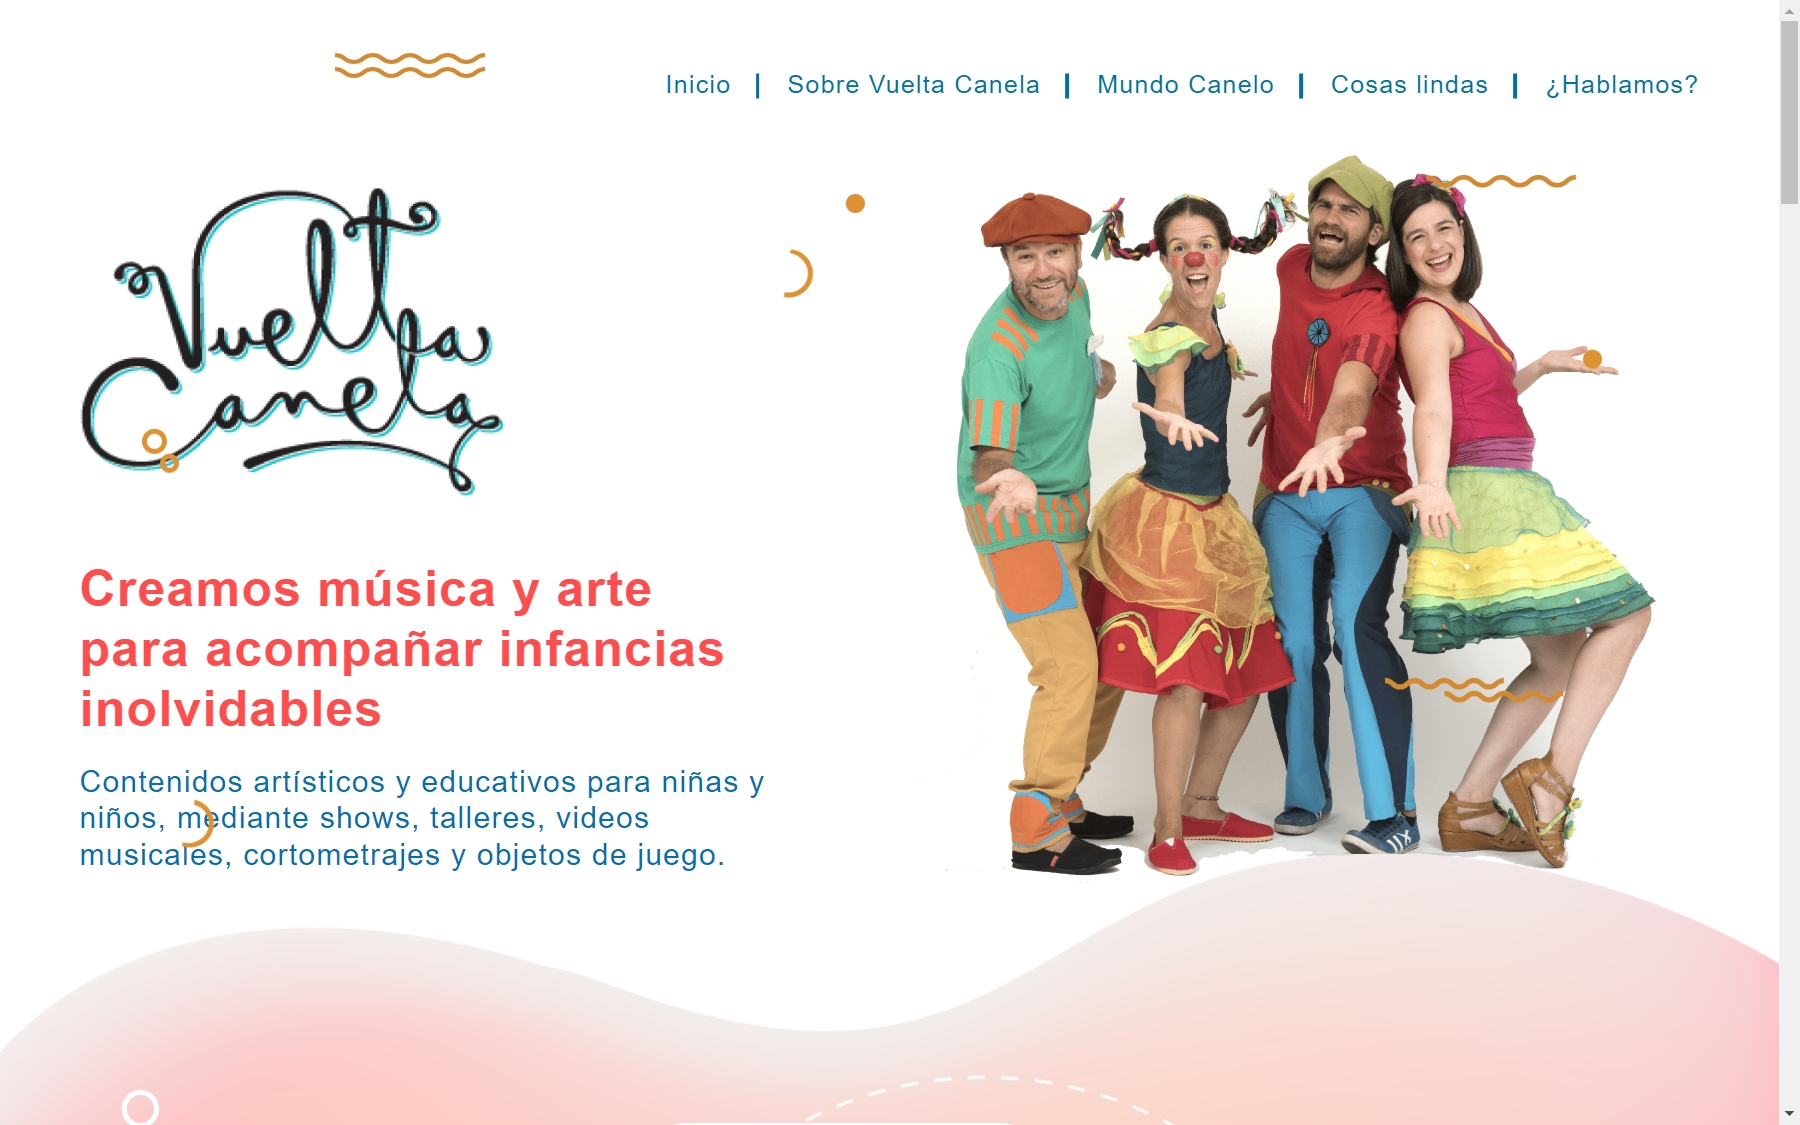 Inicio | Sobre Vuelta Canela | Mundo Canelo | Cosas lindas | ¿Hablamos?
Vuelta
Canela
Creamos música y arte
para acompañar infancias
inolvidables
Contenidos artísticos y educativos para niñas y
niños, mediante shows, talleres, videos
musicales, cortometrajes y objetos de juego.